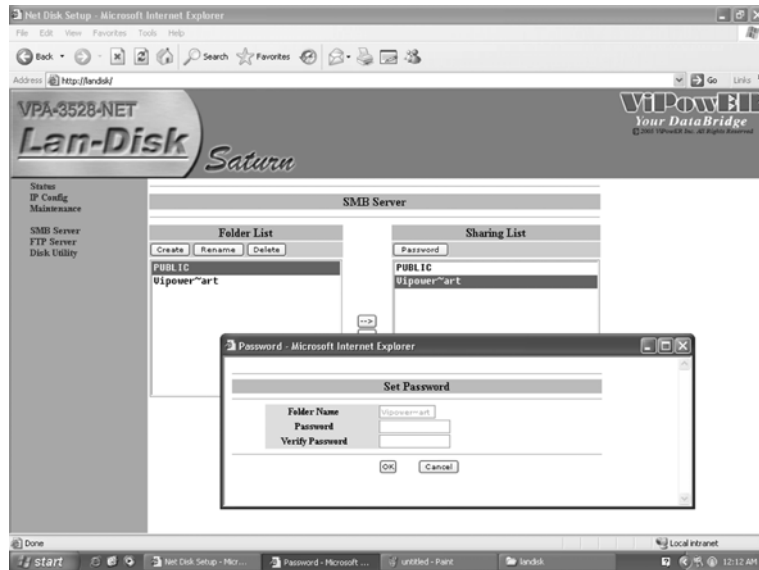 Net Disk Setup - Microsoft Internet Explorer
File Edit View Favorites Tools Help
Back Search Favorites
Address http://landisk/ Go Links
VPA-3528-NET
Lan-Disk
Saturn
ViPowER
Your DataBridge
Status
IP Config
Maintenance
SMB Server
FTP Server
Disk Utility
SMB Server
Folder List
Create Rename Delete
PUBLIC
Vipower~art
Sharing List
Password
PUBLIC
Vipower~art
-->
Password - Microsoft Internet Explorer
Set Password
Folder Name Vipower~art
Password
Verify Password
OK Cancel
Done Local intranet
start Net Disk Setup - Micr... Password - Microsoft ... untitled - Paint landisk 12:12 AM